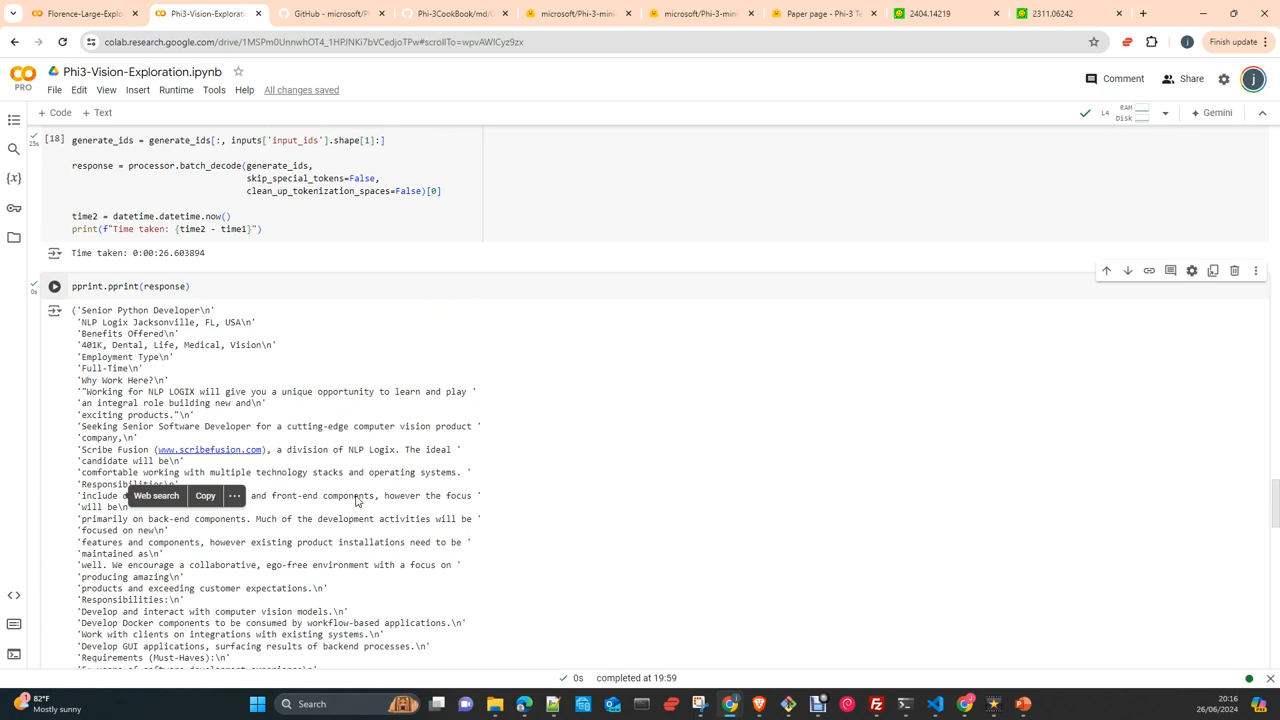 Florence-Large-Explo
Phi3-Vision-Exploratio
GitHub - microsoft/Ph
Phi-3CookBook/md/0
microsoft/Phi-3-mini
microsoft/Phi-3-mini
Paper page - Phi-3 Te
2404.14219
2311.06242
colab.research.google.com/drive/1MSPm0UnnwhOT4_1HPJNKi7bVCedjoTPw#scrollTo=wpvAWlCyz9zx
Finish update
PRO
Phi3-Vision-Exploration.ipynb
File Edit View Insert Runtime Tools Help All changes saved
Comment Share
+ Code + Text
L4 RAM Disk
Gemini
[18] generate_ids = generate_ids[:, inputs['input_ids'].shape[1]:]
25s
response = processor.batch_decode(generate_ids,
skip_special_tokens=False,
clean_up_tokenization_spaces=False)[0]
time2 = datetime.datetime.now()
print(f"Time taken: {time2 - time1}")
Time taken: 0:00:26.603894
pprint.pprint(response)
0s
('Senior Python Developer\n'
'NLP Logix Jacksonville, FL, USA\n'
'Benefits Offered\n'
'401K, Dental, Life, Medical, Vision\n'
'Employment Type\n'
'Full-Time\n'
'Why Work Here?\n'
'"Working for NLP LOGIX will give you a unique opportunity to learn and play '
'an integral role building new and\n'
'exciting products."\n'
'Seeking Senior Software Developer for a cutting-edge computer vision product '
'company,\n'
'Scribe Fusion (www.scribefusion.com), a division of NLP Logix. The ideal '
'candidate will be\n'
'comfortable working with multiple technology stacks and operating systems. '
'Responsibilities\n'
'include
Web search Copy
and front-end components, however the focus '
'will be\n'
'primarily on back-end components. Much of the development activities will be '
'focused on new\n'
'features and components, however existing product installations need to be '
'maintained as\n'
'well. We encourage a collaborative, ego-free environment with a focus on '
'producing amazing\n'
'products and exceeding customer expectations.\n'
'Responsibilities:\n'
'Develop and interact with computer vision models.\n'
'Develop Docker components to be consumed by workflow-based applications.\n'
'Work with clients on integrations with existing systems.\n'
'Develop GUI applications, surfacing results of backend processes.\n'
'Requirements (Must-Haves):\n'
0s completed at 19:59
82°F
Mostly sunny
Search
20:16
26/06/2024